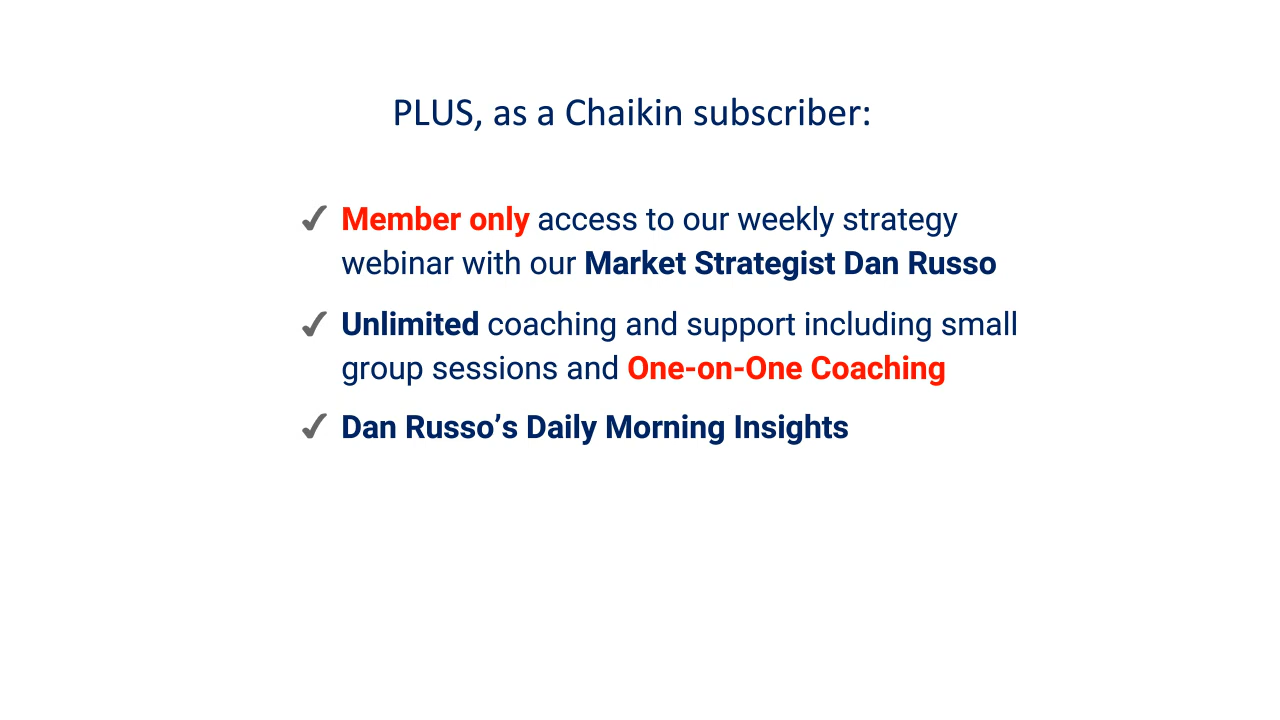 PLUS, as a Chaikin subscriber:
✔ Member only access to our weekly strategy
webinar with our Market Strategist Dan Russo
✔ Unlimited coaching and support including small
group sessions and One-on-One Coaching
✔ Dan Russo’s Daily Morning Insights